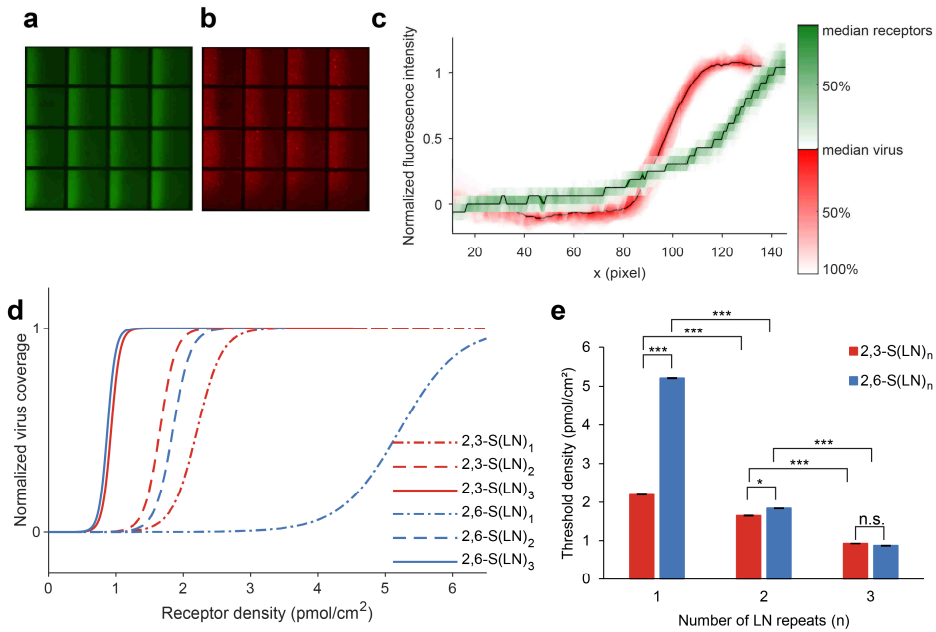 a
b
c
Normalized fluorescence intensity
1
0.5
0
20 40 60 80 100 120 140
x (pixel)
median receptors
50%
median virus
50%
100%
d
Normalized virus coverage
1
0
0 1 2 3 4 5 6
Receptor density (pmol/cm²)
2,3-S(LN)₁
2,3-S(LN)₂
2,3-S(LN)₃
2,6-S(LN)₁
2,6-S(LN)₂
2,6-S(LN)₃
e
Threshold density (pmol/cm²)
6
5
4
3
2
1
0
***
***
***
***
***
*
n.s.
2,3-S(LN)ₙ
2,6-S(LN)ₙ
1 2 3
Number of LN repeats (n)